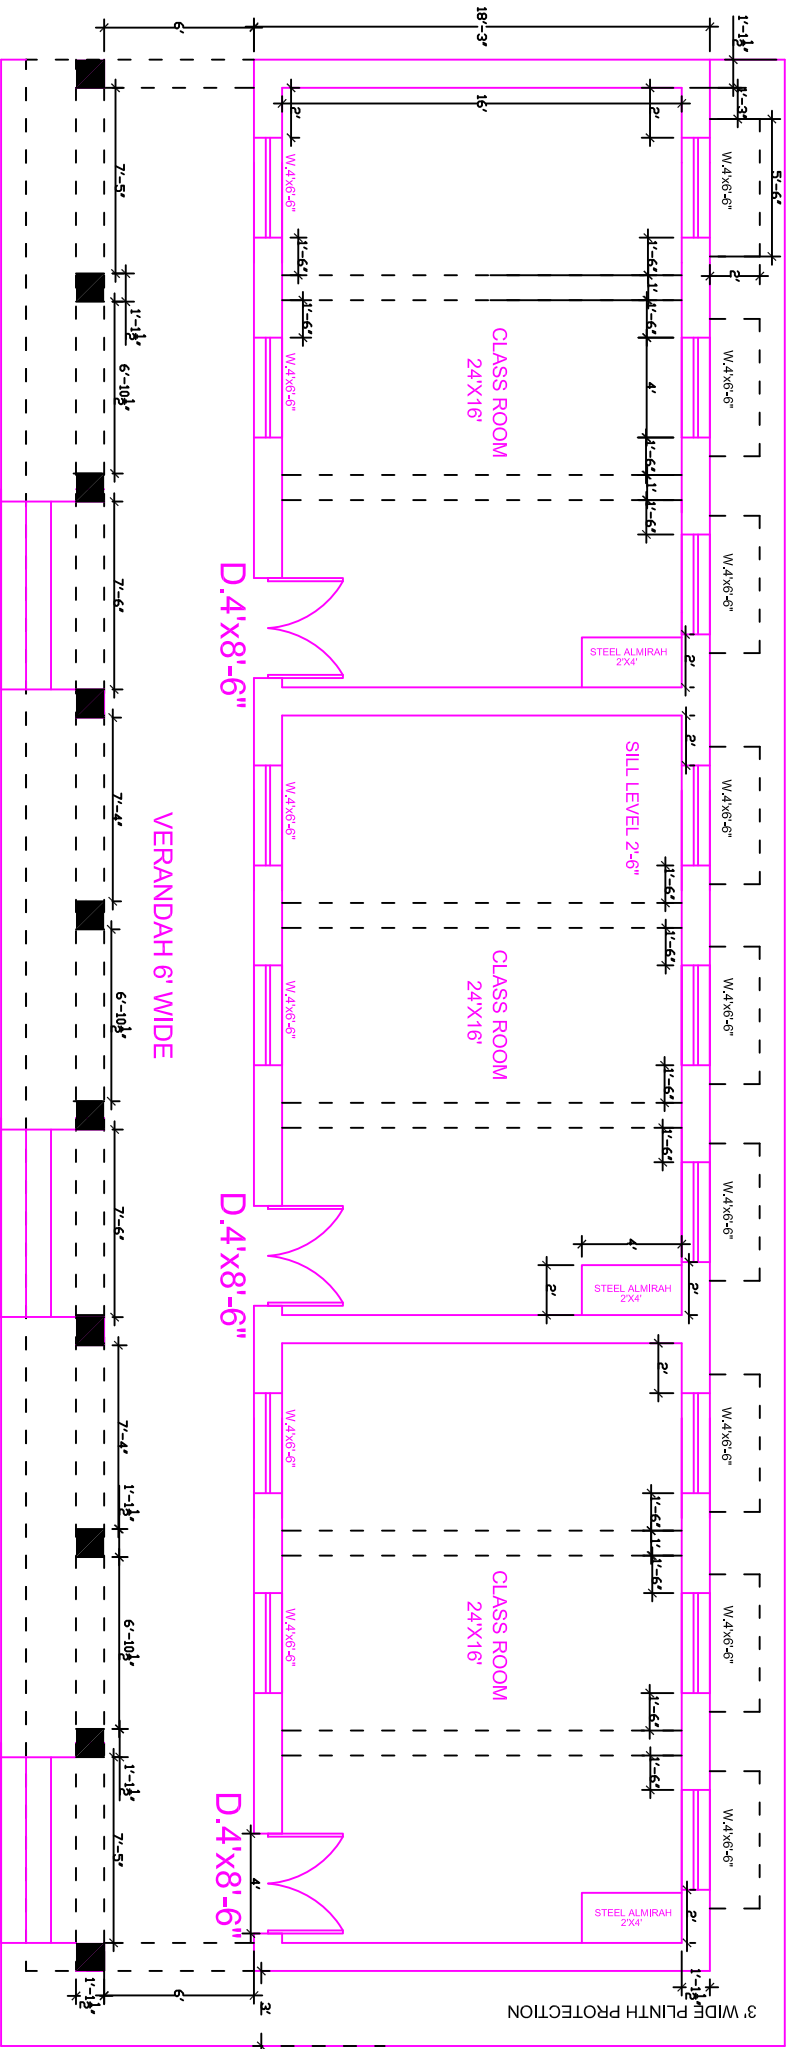 1'-1½"
1'-3"
5'-6"
18'-3"
6'
2'
16'
2'
W.4'x6'-6"
W.4'x6'-6"
7'-5"
1'-6"
1'-6"
1'
2'
1'-6"
1'-6"
1'-1½"
W.4'x6'-6"
W.4'x6'-6"
CLASS ROOM
24'X16'
4'
6'-10½"
1'-6"
1'
1'-6"
W.4'x6'-6"
7'-6"
D.4'x8'-6"
STEEL ALMIRAH
2'X4'
2'
2'
SILL LEVEL 2'-6"
W.4'x6'-6"
W.4'x6'-6"
7'-4"
VERANDAH 6' WIDE
1'-6"
1'-6"
CLASS ROOM
24'X16'
W.4'x6'-6"
W.4'x6'-6"
6'-10½"
1'-6"
1'-6"
W.4'x6'-6"
7'-6"
D.4'x8'-6"
4'
2'
STEEL ALMIRAH
2'X4'
2'
2'
W.4'x6'-6"
W.4'x6'-6"
7'-4"
1'-1½"
1'-6"
1'
1'-6"
CLASS ROOM
24'X16'
W.4'x6'-6"
W.4'x6'-6"
6'-10½"
1'-6"
1'-6"
1'-1½"
W.4'x6'-6"
7'-5"
D.4'x8'-6"
4'
STEEL ALMIRAH
2'X4'
2'
1'-1½"
6'
3'
1'-1½"
3' WIDE PLINTH PROTECTION